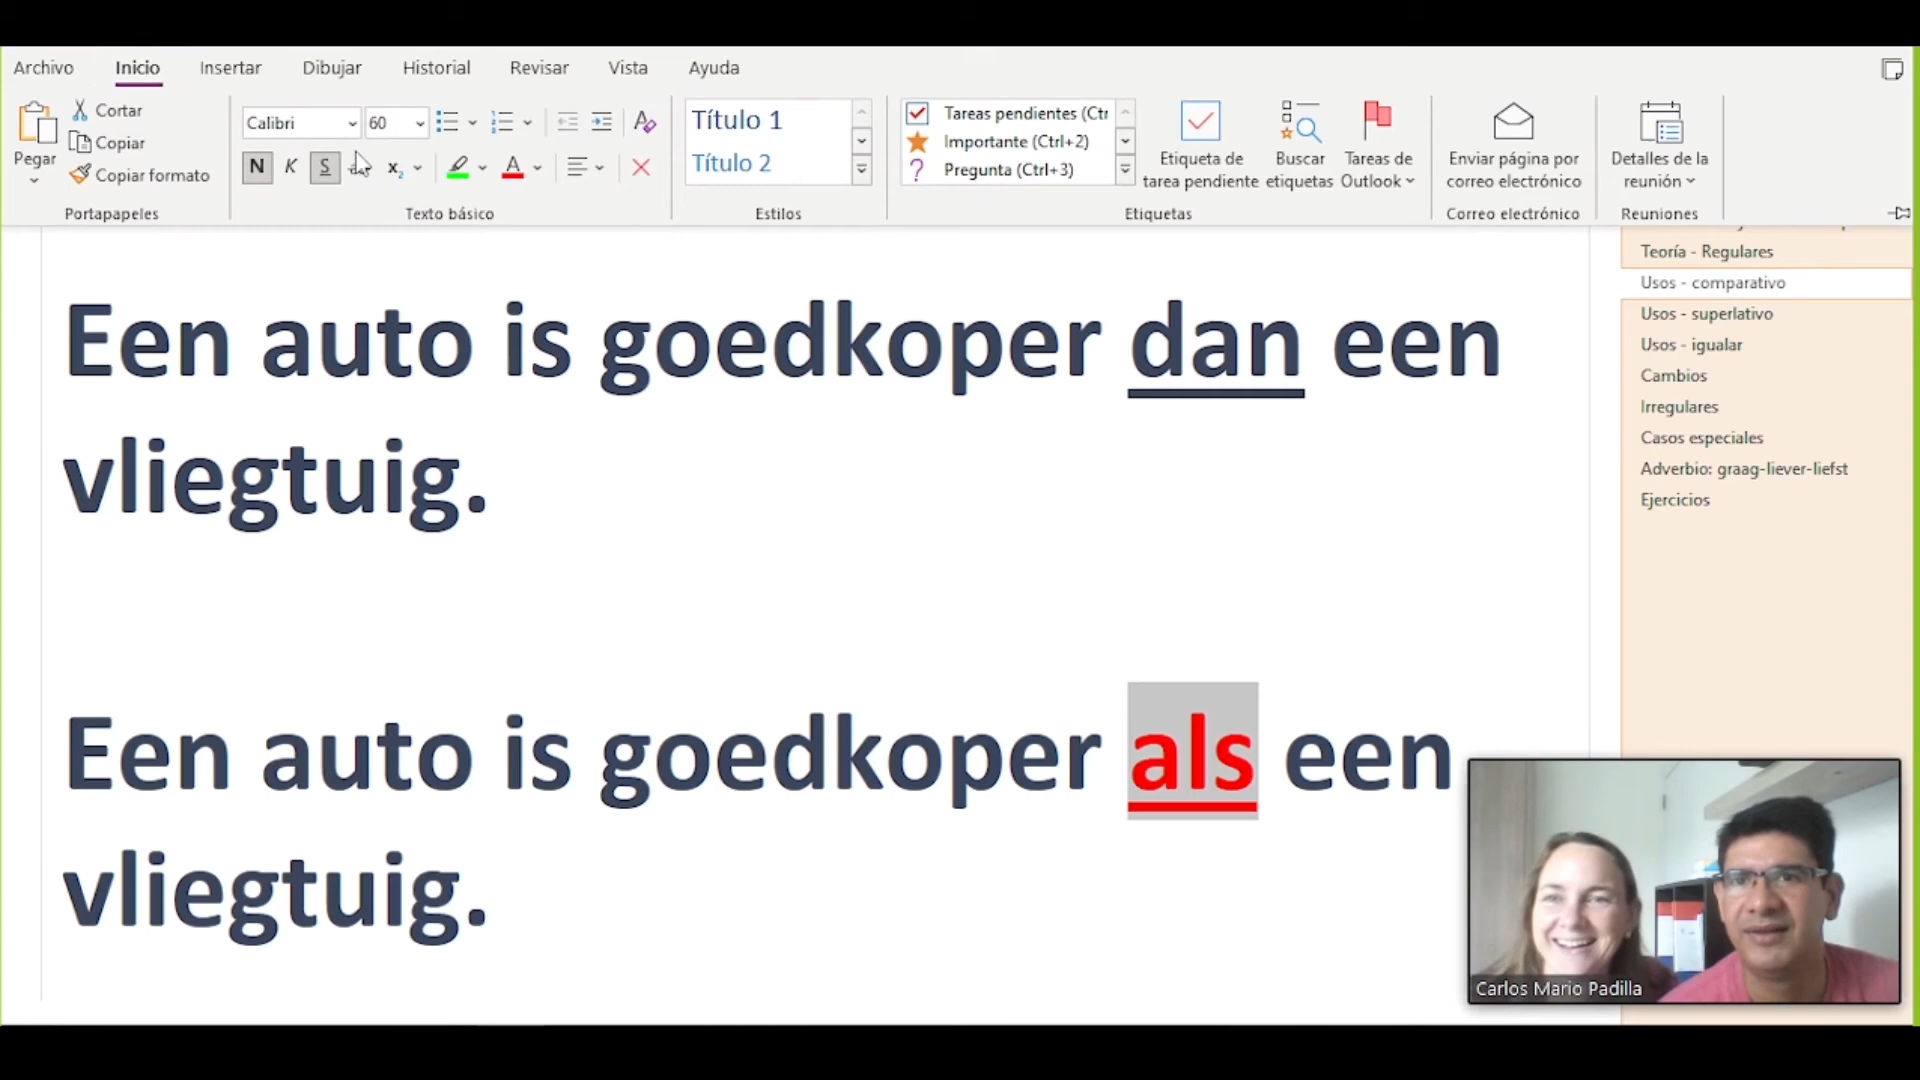 Archivo Inicio Insertar Dibujar Historial Revisar Vista Ayuda
Pegar
Cortar
Copiar
Copiar formato
Portapapeles
Calibri 60
N K S x₂ A
Texto básico
Título 1
Título 2
Estilos
Tareas pendientes (Ctr
Importante (Ctrl+2)
Pregunta (Ctrl+3)
Etiqueta de
tarea pendiente
Buscar
etiquetas
Tareas de
Outlook
Etiquetas
Enviar página por
correo electrónico
Correo electrónico
Detalles de la
reunión
Reuniones
Een auto is goedkoper dan een
vliegtuig.
Een auto is goedkoper als een
vliegtuig.
Teoría - Regulares
Usos - comparativo
Usos - superlativo
Usos - igualar
Cambios
Irregulares
Casos especiales
Adverbio: graag-liever-liefst
Ejercicios
Carlos Mario Padilla